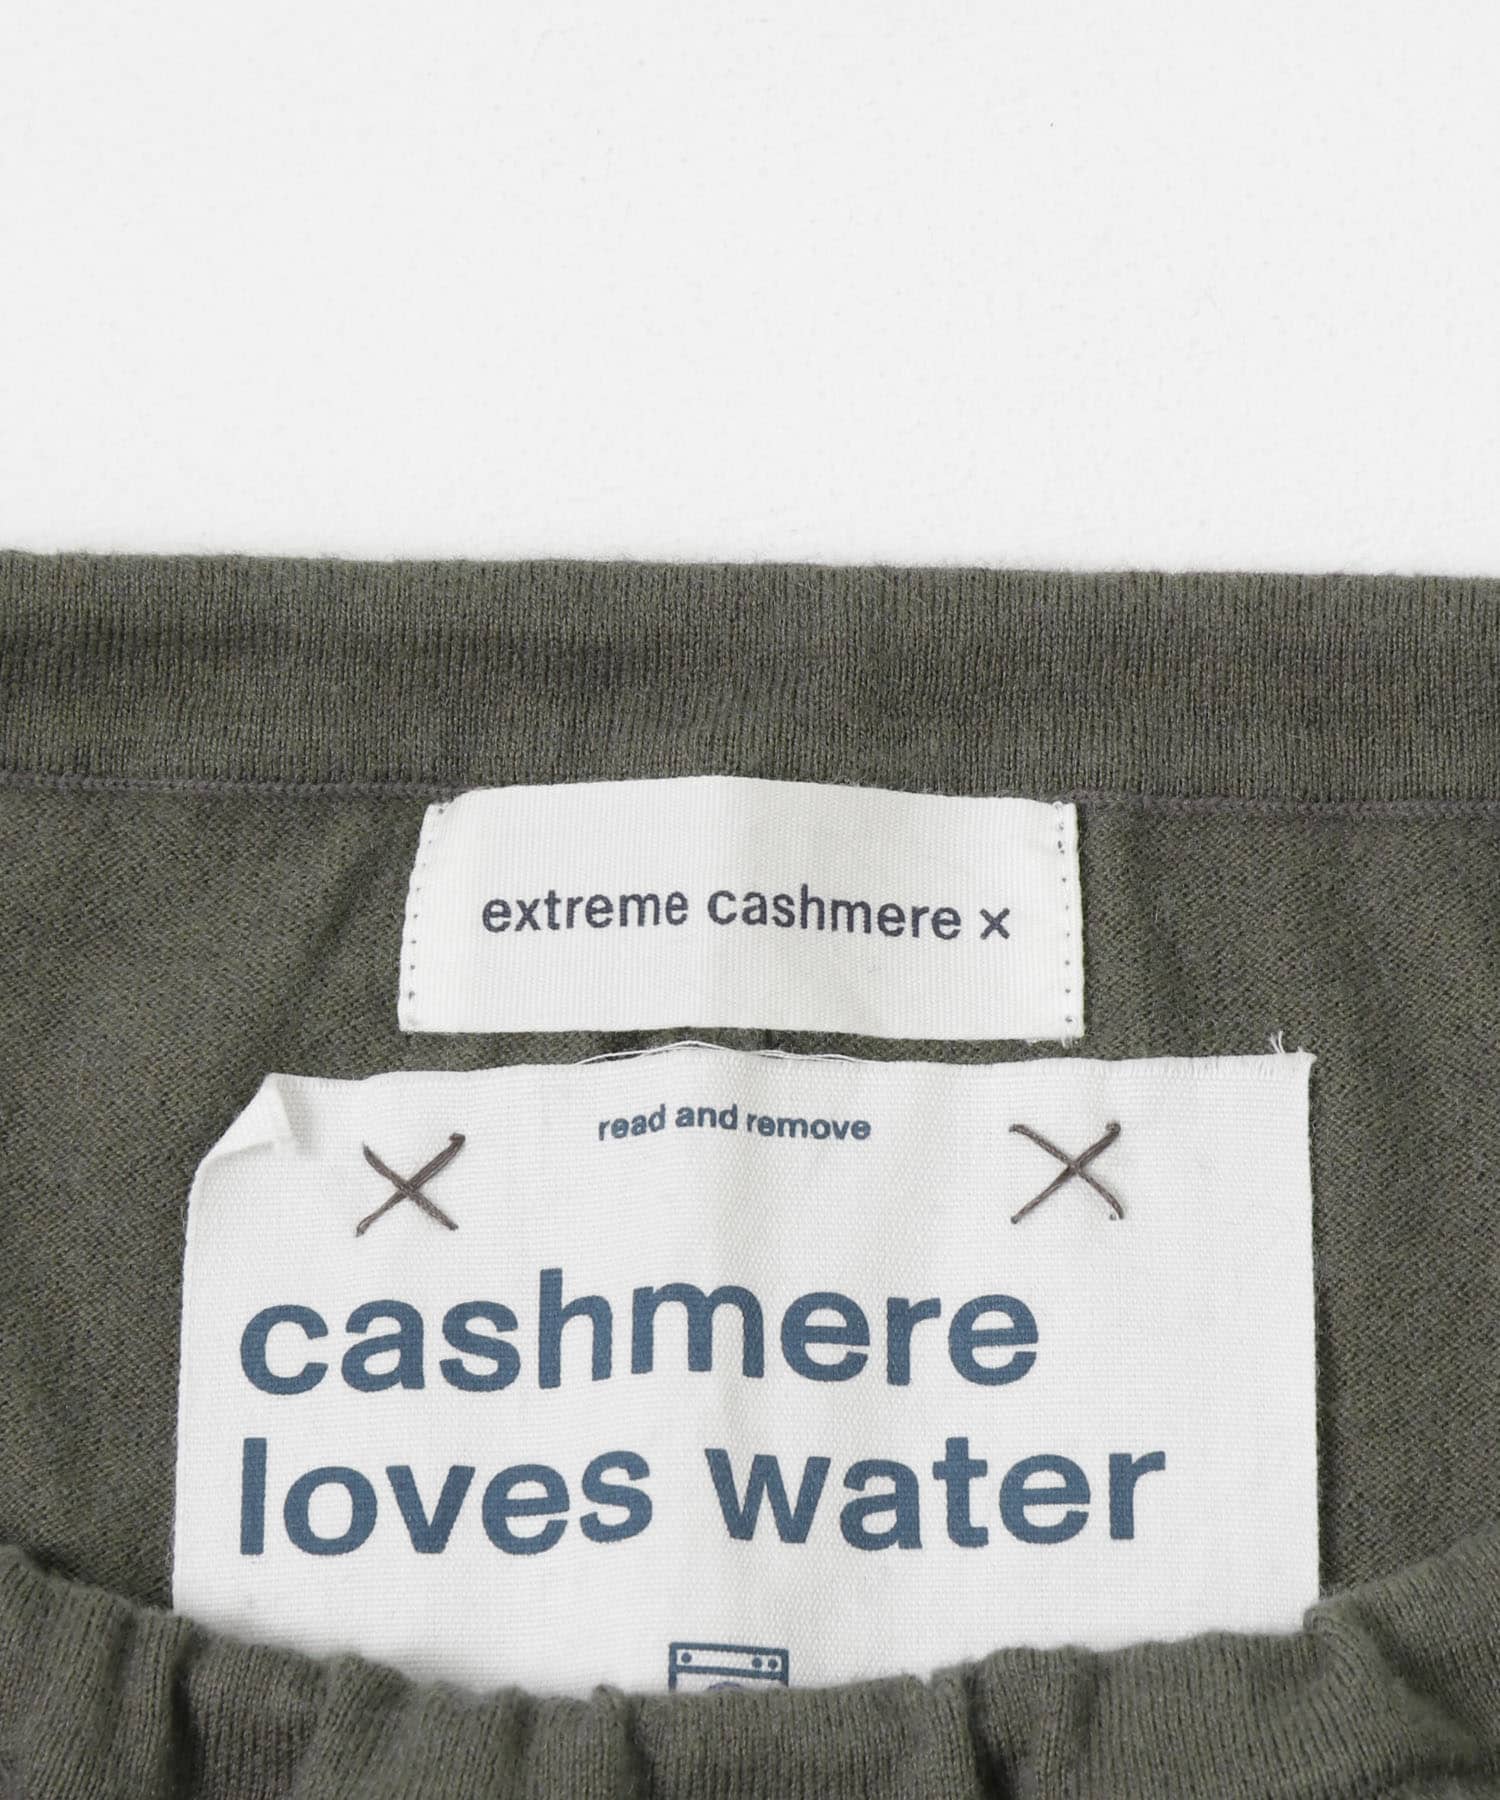 extreme cashmere ×
read and remove
cashmere
loves water